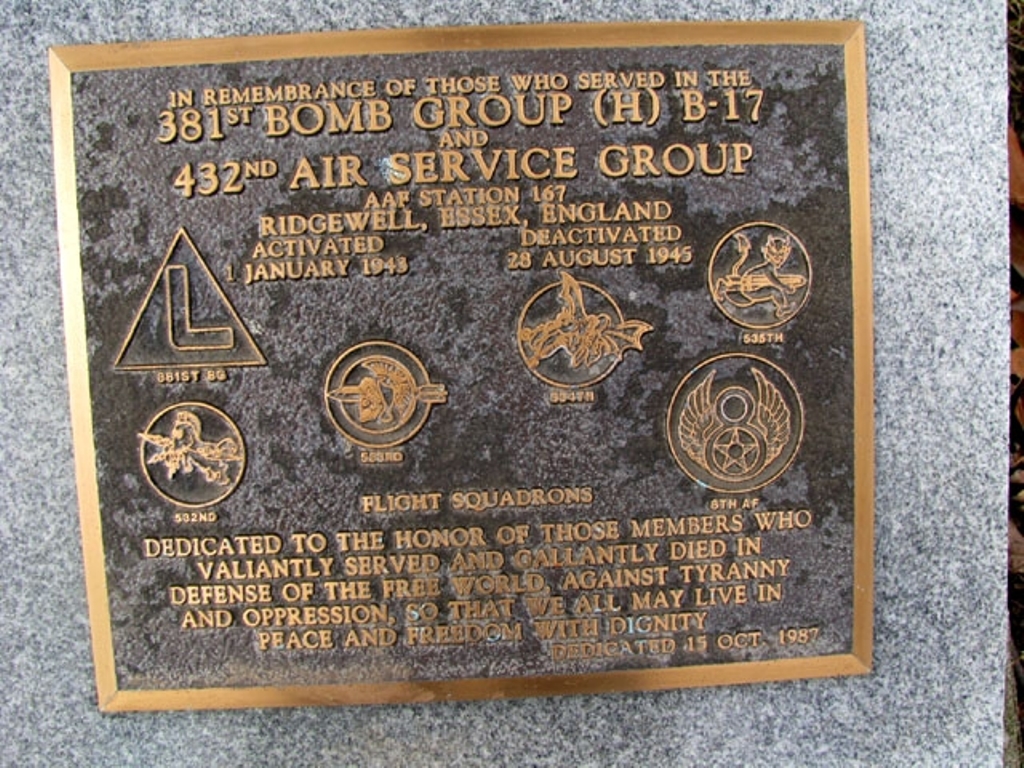 IN REMEMBRANCE OF THOSE WHO SERVED IN THE
381ST BOMB GROUP (H) B-17
AND
432ND AIR SERVICE GROUP
AAF STATION 167
RIDGEWELL, ESSEX, ENGLAND
ACTIVATED
1 JANUARY 1943
DEACTIVATED
28 AUGUST 1945
L
381ST BG
535TH
534TH
533RD
532ND
8TH AF
FLIGHT SQUADRONS
DEDICATED TO THE HONOR OF THOSE MEMBERS WHO
VALIANTLY SERVED AND GALLANTLY DIED IN
DEFENSE OF THE FREE WORLD, AGAINST TYRANNY
AND OPPRESSION, SO THAT WE ALL MAY LIVE IN
PEACE AND FREEDOM WITH DIGNITY
DEDICATED 15 OCT 1987